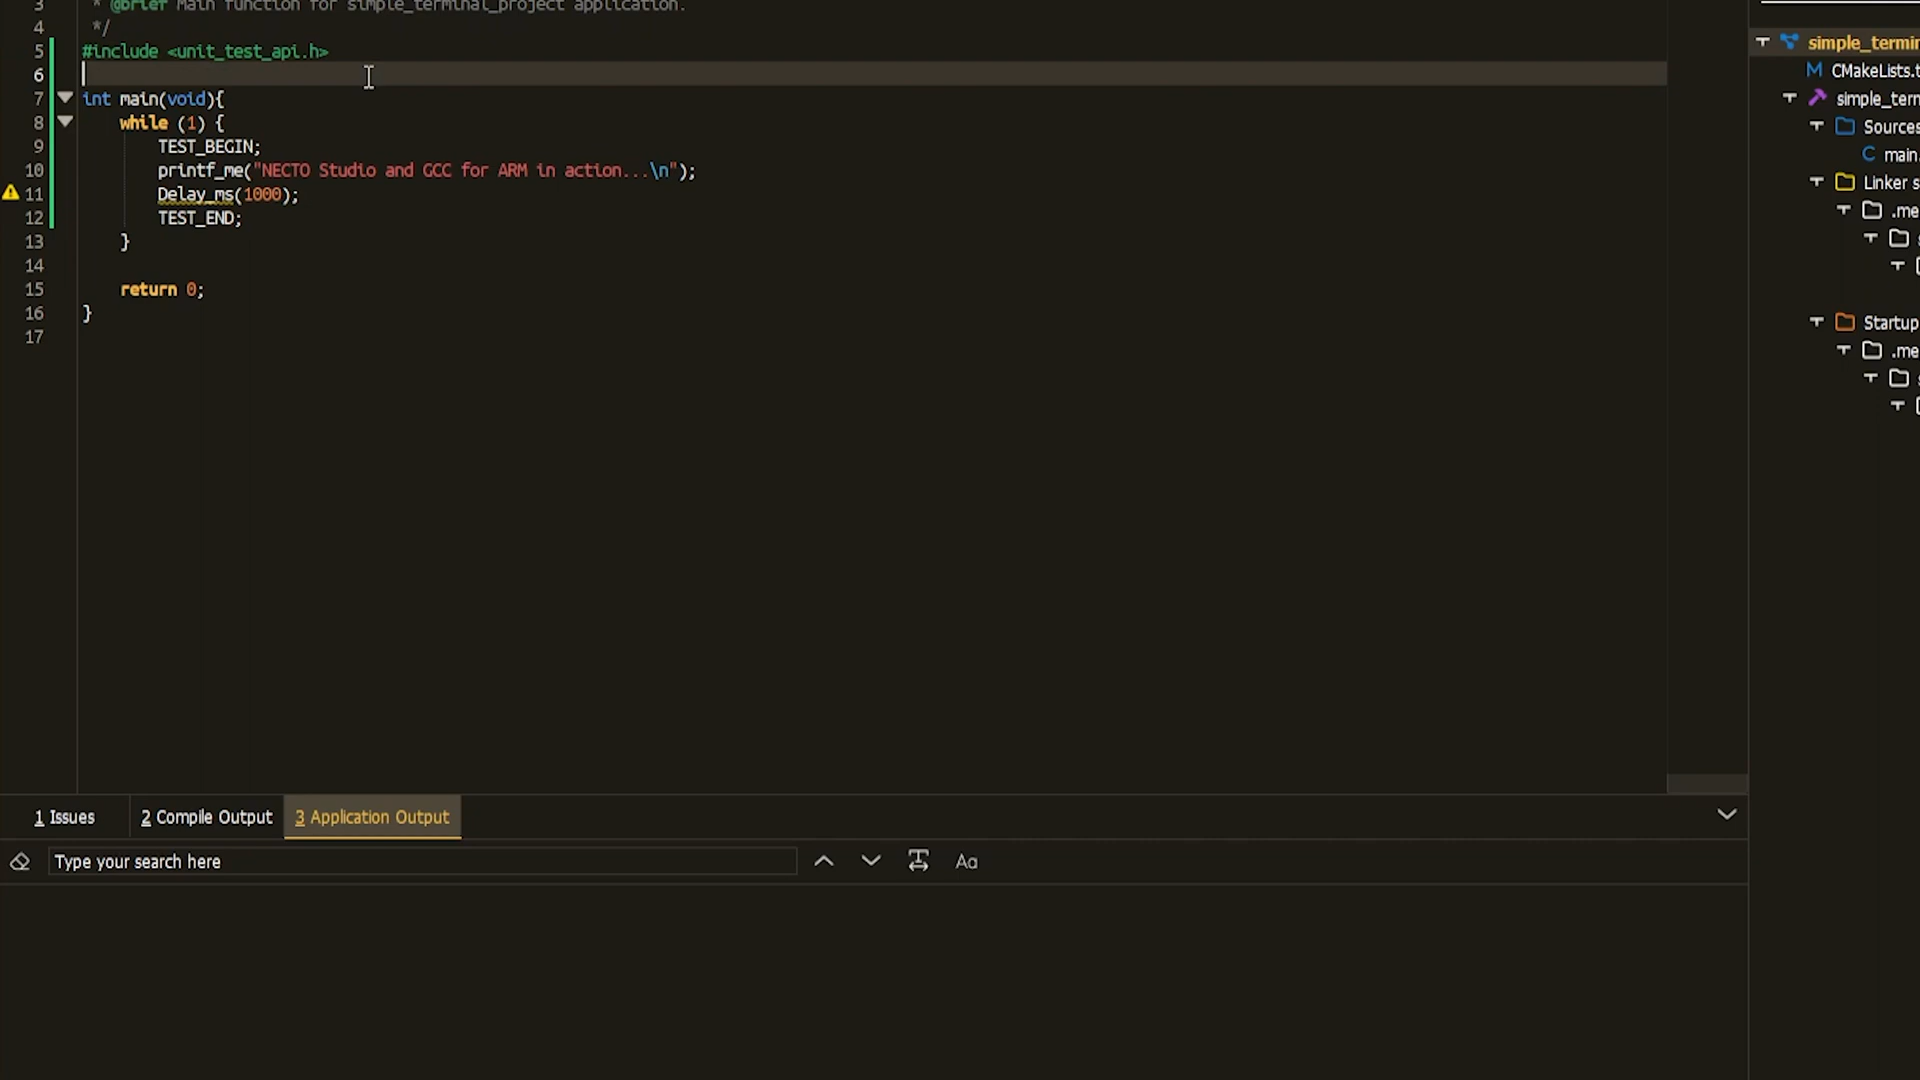 3 * @brief Main function for simple_terminal_project application.
4 */
5 #include <unit_test_api.h>
6
7 int main(void){
8 while (1) {
9 TEST_BEGIN;
10 printf_me("NECTO Studio and GCC for ARM in action...\n");
11 Delay_ms(1000);
12 TEST_END;
13 }
14
15 return 0;
16 }
17
simple_termin
CMakeLists.t
simple_tern
Sources
main.
Linker s
.me
s
Startup
.me
s
1 Issues
2 Compile Output
3 Application Output
Type your search here
Aa